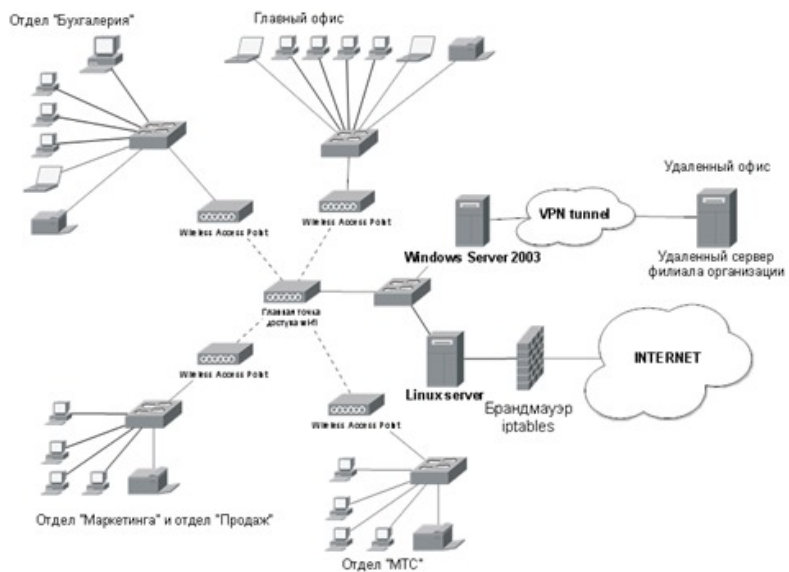 Отдел "Бухгалерия"
Главный офис
Удаленный офис
VPN tunnel
Wireless Access Point
Wireless Access Point
Windows Server 2003
Удаленный сервер
филиала организации
Главная точка
доступа wi-fi
INTERNET
Wireless Access Point
Linux server
Брандмауэр
iptables
Wireless Access Point
Отдел "Маркетинга" и отдел "Продаж"
Отдел "МТС"